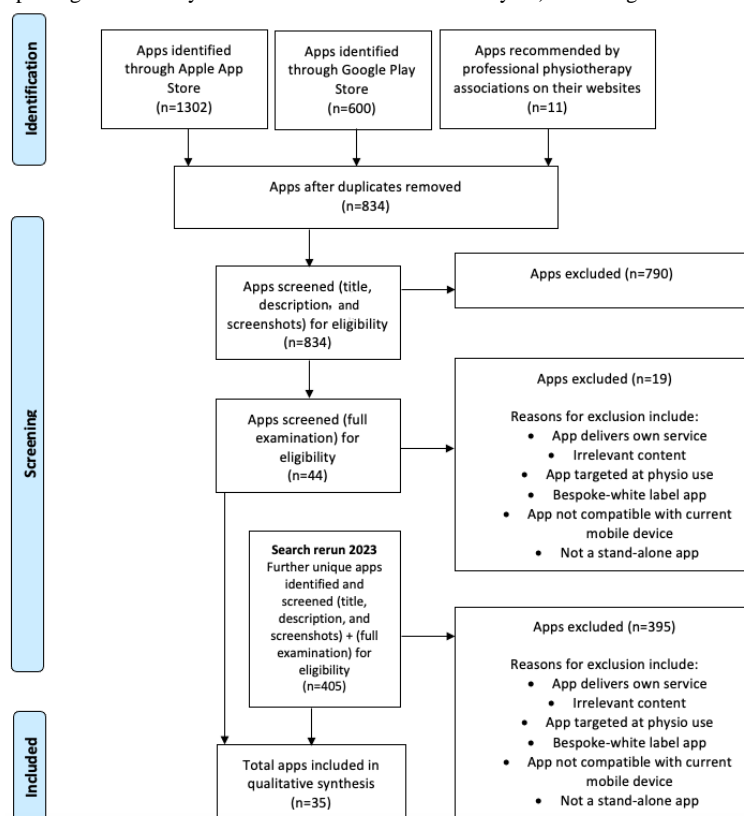 Identification
Apps identified
through Apple App
Store
(n=1302)
Apps identified
through Google Play
Store
(n=600)
Apps recommended by
professional physiotherapy
associations on their websites
(n=11)
Apps after duplicates removed
(n=834)
Screening
Apps screened (title,
description, and
screenshots) for eligibility
(n=834)
Apps excluded (n=790)
Apps screened (full
examination) for
eligibility
(n=44)
Apps excluded (n=19)
Reasons for exclusion include:
• App delivers own service
• Irrelevant content
• App targeted at physio use
• Bespoke-white label app
• App not compatible with current
mobile device
• Not a stand-alone app
Search rerun 2023
Further unique apps
identified and
screened (title,
description, and
screenshots) + (full
examination) for
eligibility
(n=405)
Apps excluded (n=395)
Reasons for exclusion include:
• App delivers own service
• Irrelevant content
• App targeted at physio use
• Bespoke-white label app
• App not compatible with current
mobile device
• Not a stand-alone app
Included
Total apps included in
qualitative synthesis
(n=35)